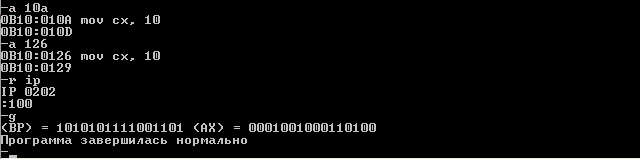 -a 10a
0B10:010A mov cx, 10
0B10:010D
-a 126
0B10:0126 mov cx, 10
0B10:0129
-r ip
IP 0202
:100
-g
(BP) = 1010101111001101 (AX) = 0001001000110100
Программа завершилась нормально
-